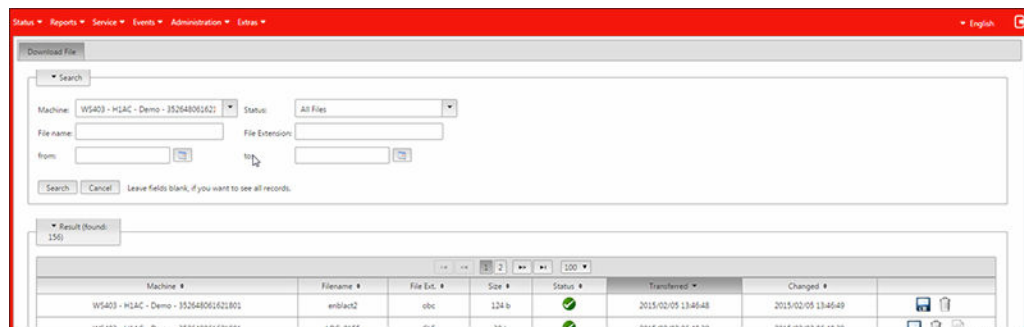 Status Reports Service Events Administration Extras English
Download File
Search
Machine: WS403 - H1AC - Demo - 35264806162 Status: All Files
File name: File Extension:
from: to:
Search Cancel Leave fields blank, if you want to see all records.
Result (found:
156)
1 2 100
Machine Filename File Ext. Size Status Transferred Changed
WS403 - H1AC - Demo - 352648061621801 enblact2 obc 124 b 2015/02/05 13:46:48 2015/02/05 13:46:49